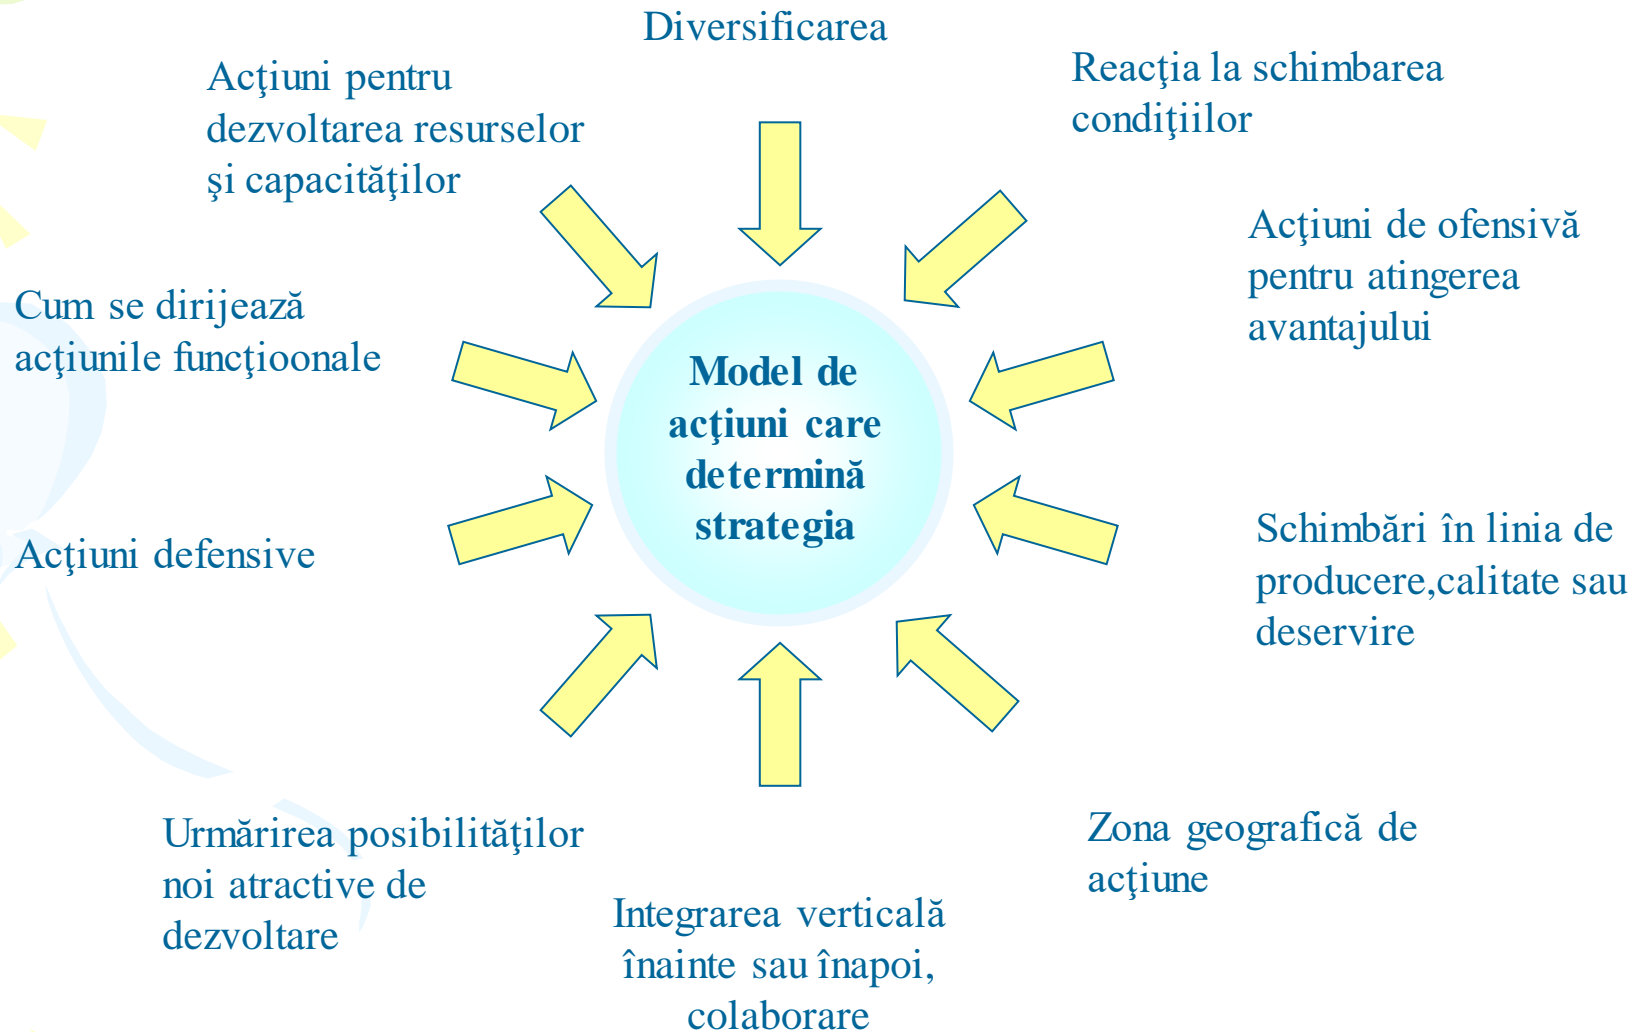 Diversificarea
Acţiuni pentru
dezvoltarea resurselor
şi capacităţilor
Reacţia la schimbarea
condiţiilor
Acţiuni de ofensivă
pentru atingerea
avantajului
Cum se dirijează
acţiunile funcţioonale
Model de
acţiuni care
determină
strategia
Acţiuni defensive
Schimbări în linia de
producere,calitate sau
deservire
Urmărirea posibilităţilor
noi atractive de
dezvoltare
Integrarea verticală
înainte sau înapoi,
colaborare
Zona geografică de
acţiune